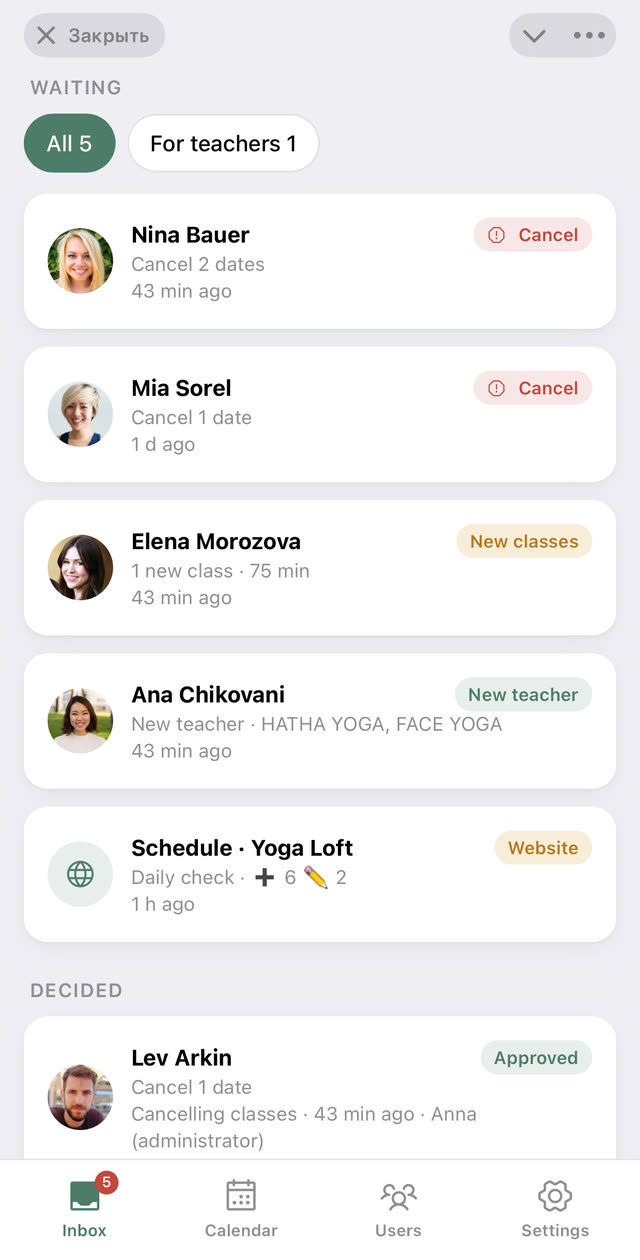 Закрыть
WAITING
All 5
For teachers 1
Nina Bauer
Cancel
Cancel 2 dates
43 min ago
Mia Sorel
Cancel
Cancel 1 date
1 d ago
Elena Morozova
New classes
1 new class · 75 min
43 min ago
Ana Chikovani
New teacher
New teacher · HATHA YOGA, FACE YOGA
43 min ago
Schedule · Yoga Loft
Website
Daily check · ➕ 6 ✏️ 2
1 h ago
DECIDED
Lev Arkin
Approved
Cancel 1 date
Cancelling classes · 43 min ago · Anna
(administrator)
5
Inbox
Calendar
Users
Settings